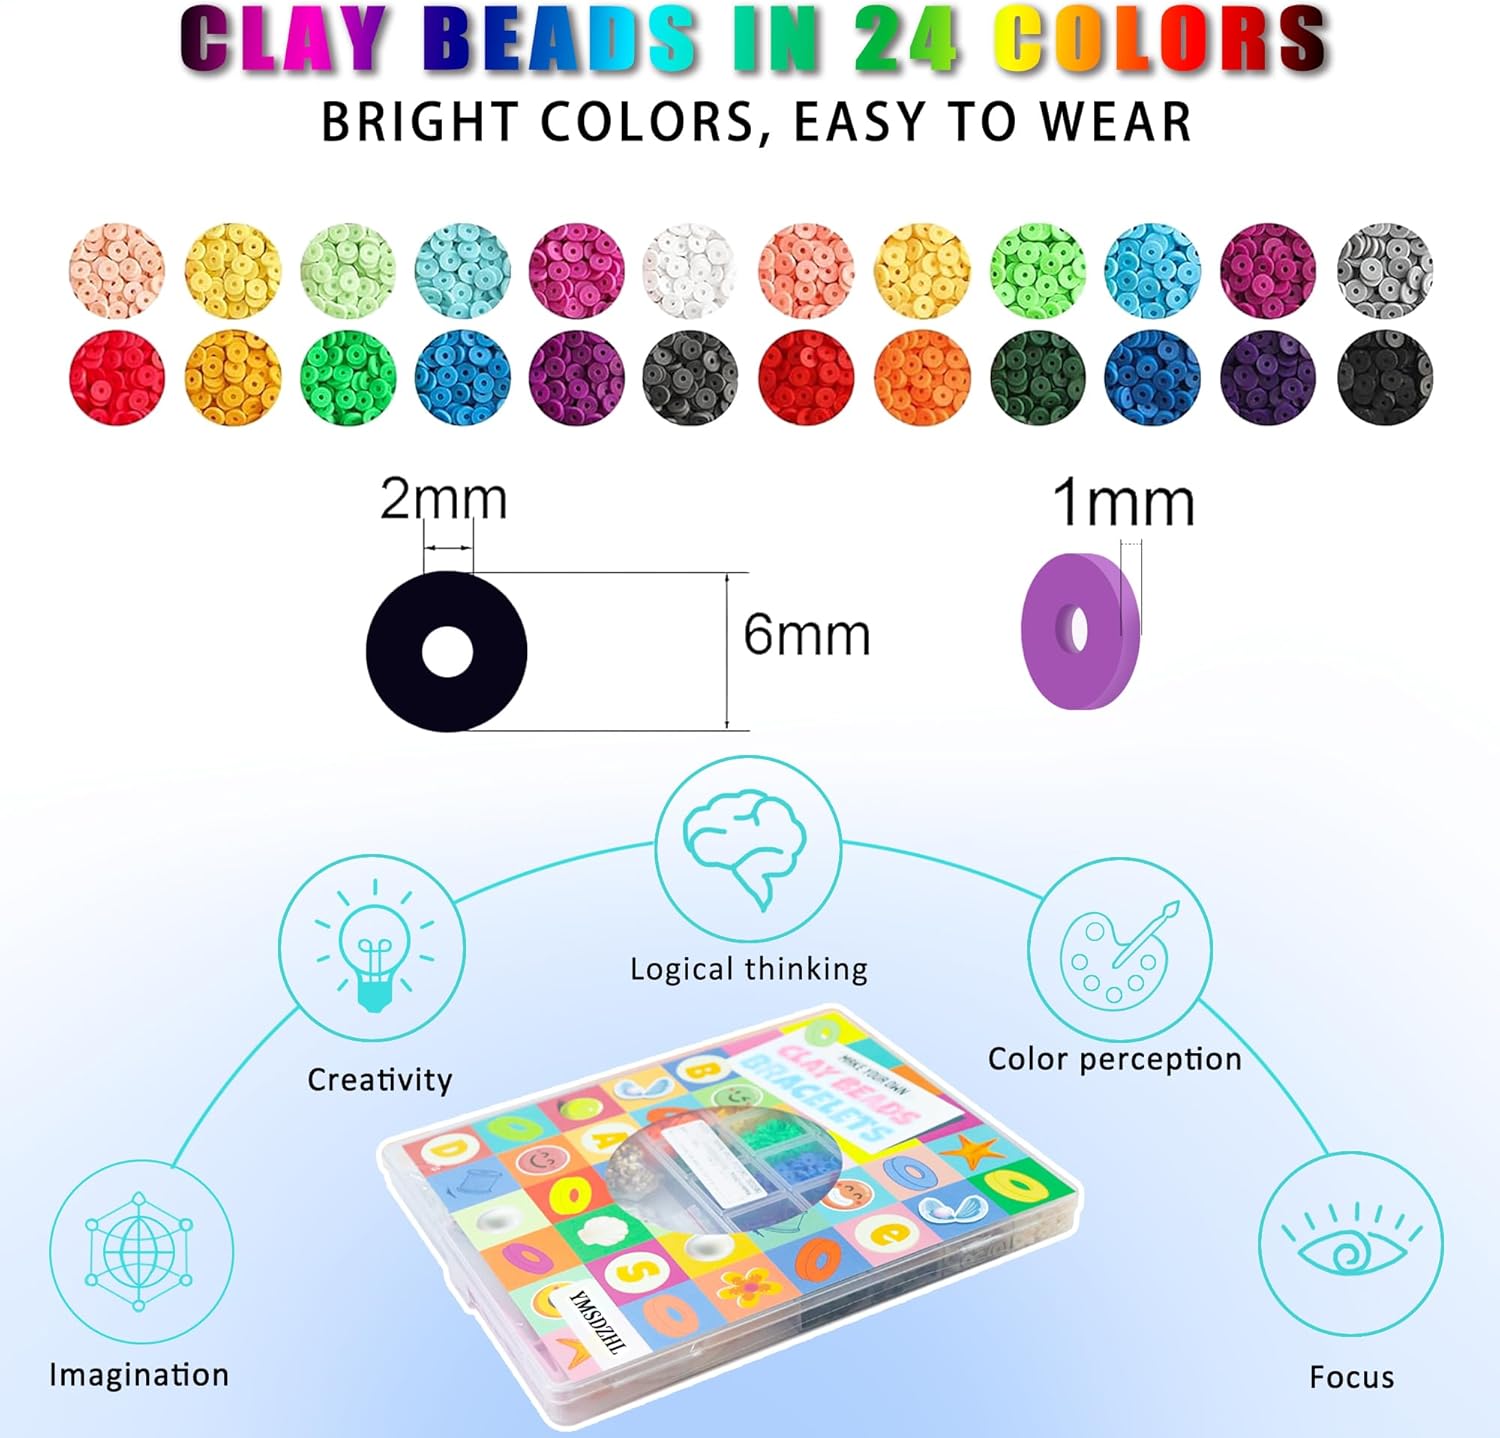 CLAY BEADS IN 24 COLORS
BRIGHT COLORS, EASY TO WEAR
2mm
1mm
6mm
Logical thinking
Creativity
Color perception
Imagination
Focus
MAKE YOUR OWN
CLAY BEADS
BRACELETS
B
D
A
S
e
YMSDZHL